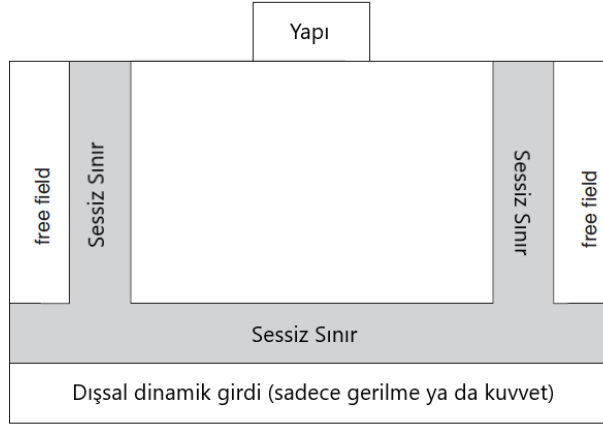 Yapı
free field
Sessiz Sınır
Sessiz Sınır
free field
Sessiz Sınır
Dışsal dinamik girdi (sadece gerilme ya da kuvvet)